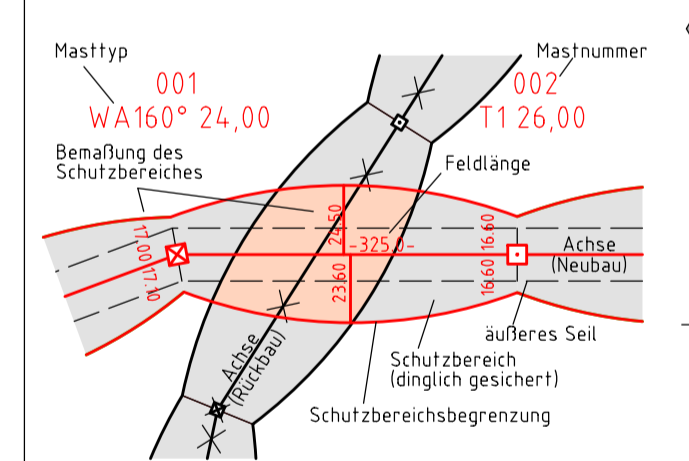 Masttyp
Mastnummer
001
002
WA160° 24,00
T1 26,00
Bemaßung des
Schutzbereiches
Feldlänge
24.50
-325.0-
17.00
17.10
16.60
16.60
23.60
Achse
(Neubau)
äußeres Seil
Achse
(Rückbau)
Schutzbereich
(dinglich gesichert)
Schutzbereichsbegrenzung